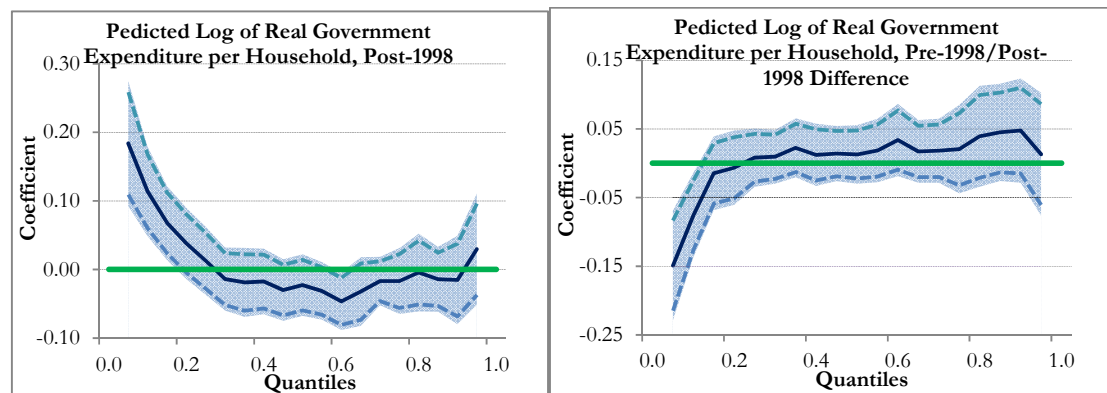 Pedicted Log of Real Government
Expenditure per Household, Post-1998
0.30
0.20
0.10
0.00
-0.10
Coefficient
0.0 0.2 0.4 0.6 0.8 1.0
Quantiles
Pedicted Log of Real Government
Expenditure per Household, Pre-1998/Post-
1998 Difference
0.15
0.05
-0.05
-0.15
-0.25
Coefficient
0.0 0.2 0.4 0.6 0.8 1.0
Quantiles